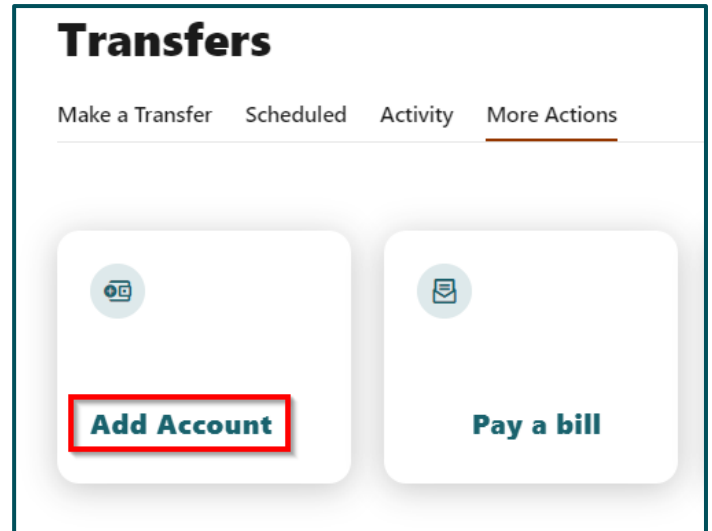 Transfers
Make a Transfer Scheduled Activity More Actions
Add Account Pay a bill